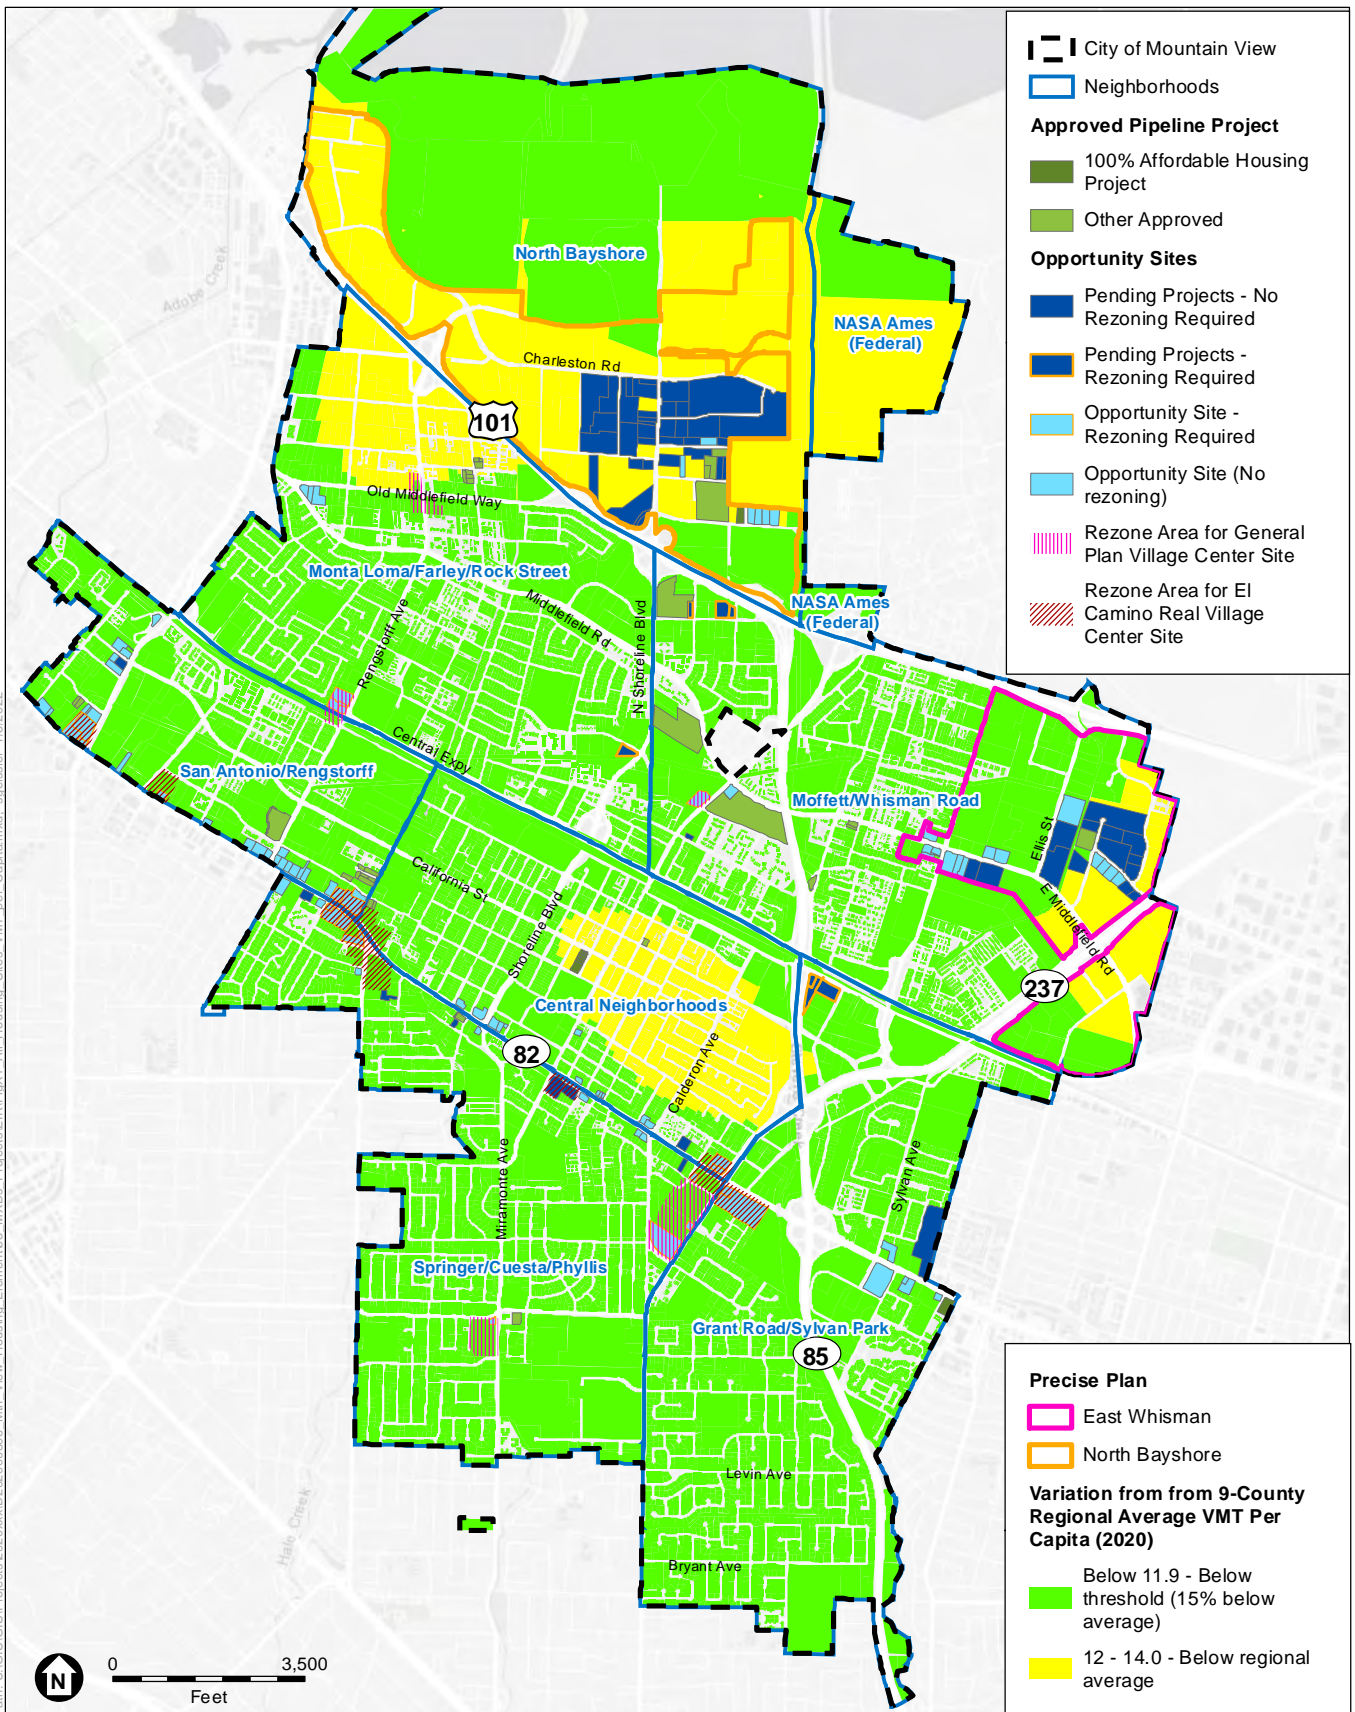 City of Mountain View
Neighborhoods
Approved Pipeline Project
100% Affordable Housing
Project
Other Approved
Opportunity Sites
Pending Projects - No
Rezoning Required
Pending Projects -
Rezoning Required
Opportunity Site -
Rezoning Required
Opportunity Site (No
rezoning)
Rezone Area for General
Plan Village Center Site
Rezone Area for El
Camino Real Village
Center Site
Adobe Creek
North Bayshore
NASA Ames
(Federal)
Charleston Rd
101
Old Middlefield Way
Monta Loma/Farley/Rock Street
Middlefield Rd
Rengstorff Ave
N Shoreline Blvd
NASA Ames
(Federal)
Central Expy
San Antonio/Rengstorff
Moffett/Whisman Road
Ellis St
California St
E Middlefield Rd
Shoreline Blvd
237
Central Neighborhoods
82
Calderon Ave
Miramonte Ave
Sylvan Ave
Springer/Cuesta/Phyllis
Grant Road/Sylvan Park
85
Levin Ave
Hale Creek
Bryant Ave
Precise Plan
East Whisman
North Bayshore
Variation from from 9-County
Regional Average VMT Per
Capita (2020)
Below 11.9 - Below
threshold (15% below
average)
12 - 14.0 - Below regional
average
N
0 3,500
Feet